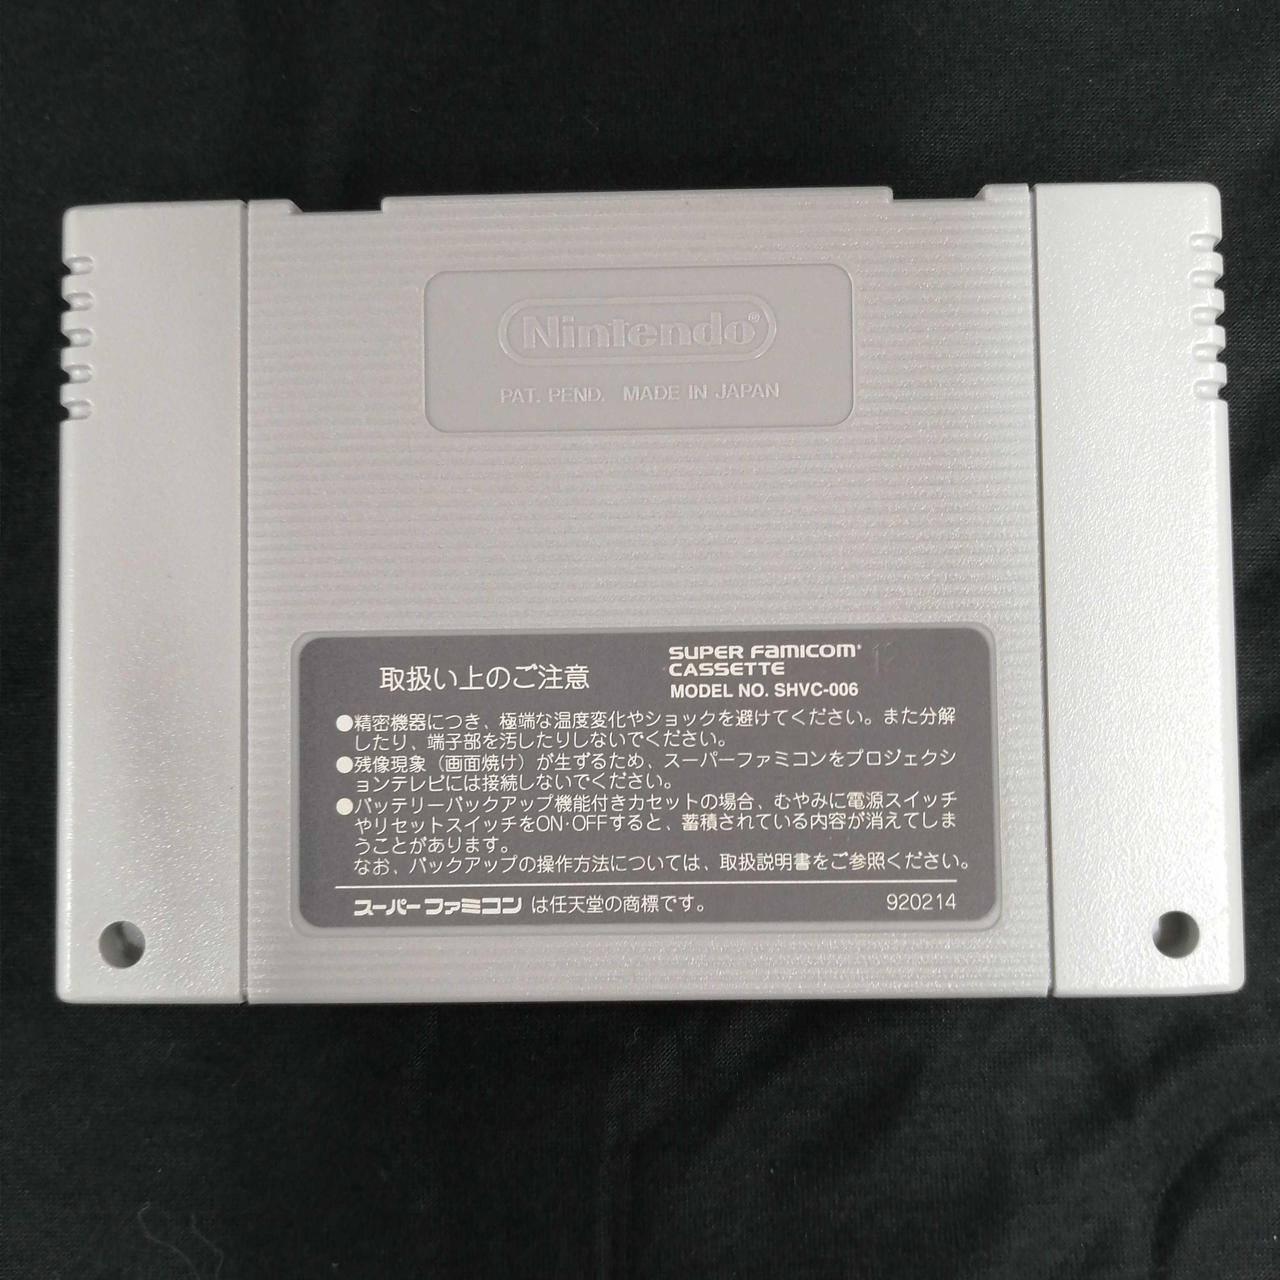 Nintendo®
PAT. PEND. MADE IN JAPAN
取扱い上のご注意
SUPER FAMICOM
CASSETTE
MODEL NO. SHVC-006
●精密機器につき、極端な温度変化やショックを避けてください。また分解
したり、端子部を汚したりしないでください。
●残像現象（画面焼け）が生ずるため、スーパーファミコンをプロジェクシ
ョンテレビには接続しないでください。
●バッテリーバックアップ機能付きカセットの場合、むやみに電源スイッチ
やリセットスイッチをON･OFFすると、蓄積されている内容が消えてしま
うことがあります。
なお、バックアップの操作方法については、取扱説明書をご参照ください。
スーパーファミコン は任天堂の商標です。
920214